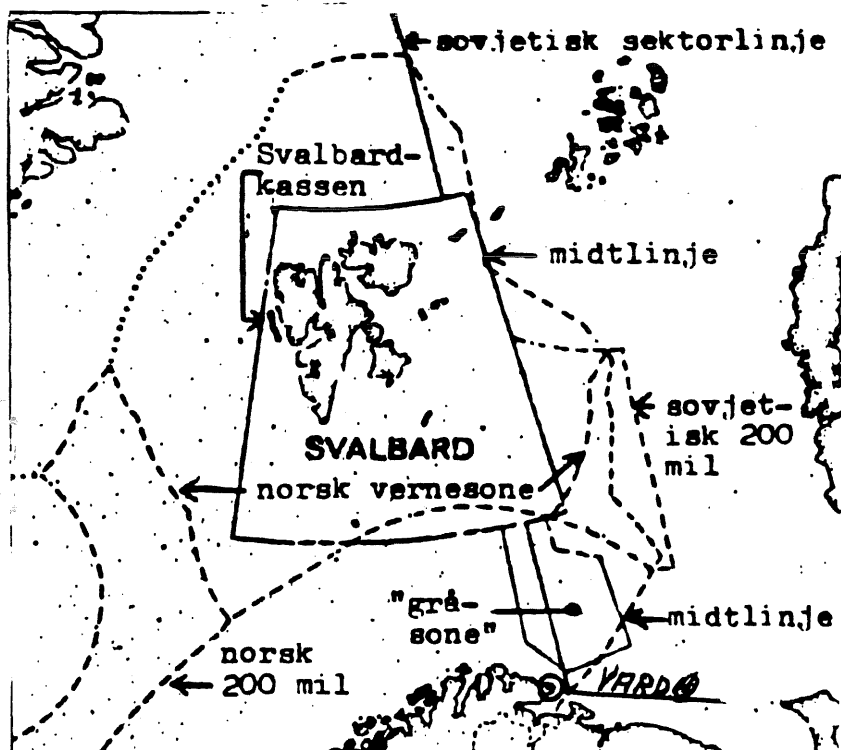 sovjetisk sektorlinje
Svalbard-
kassen
midtlinje
sovjet-
isk 200
mil
SVALBARD
norsk vernesone
"grå-
sone"
midtlinje
norsk
200 mil
VARDØ